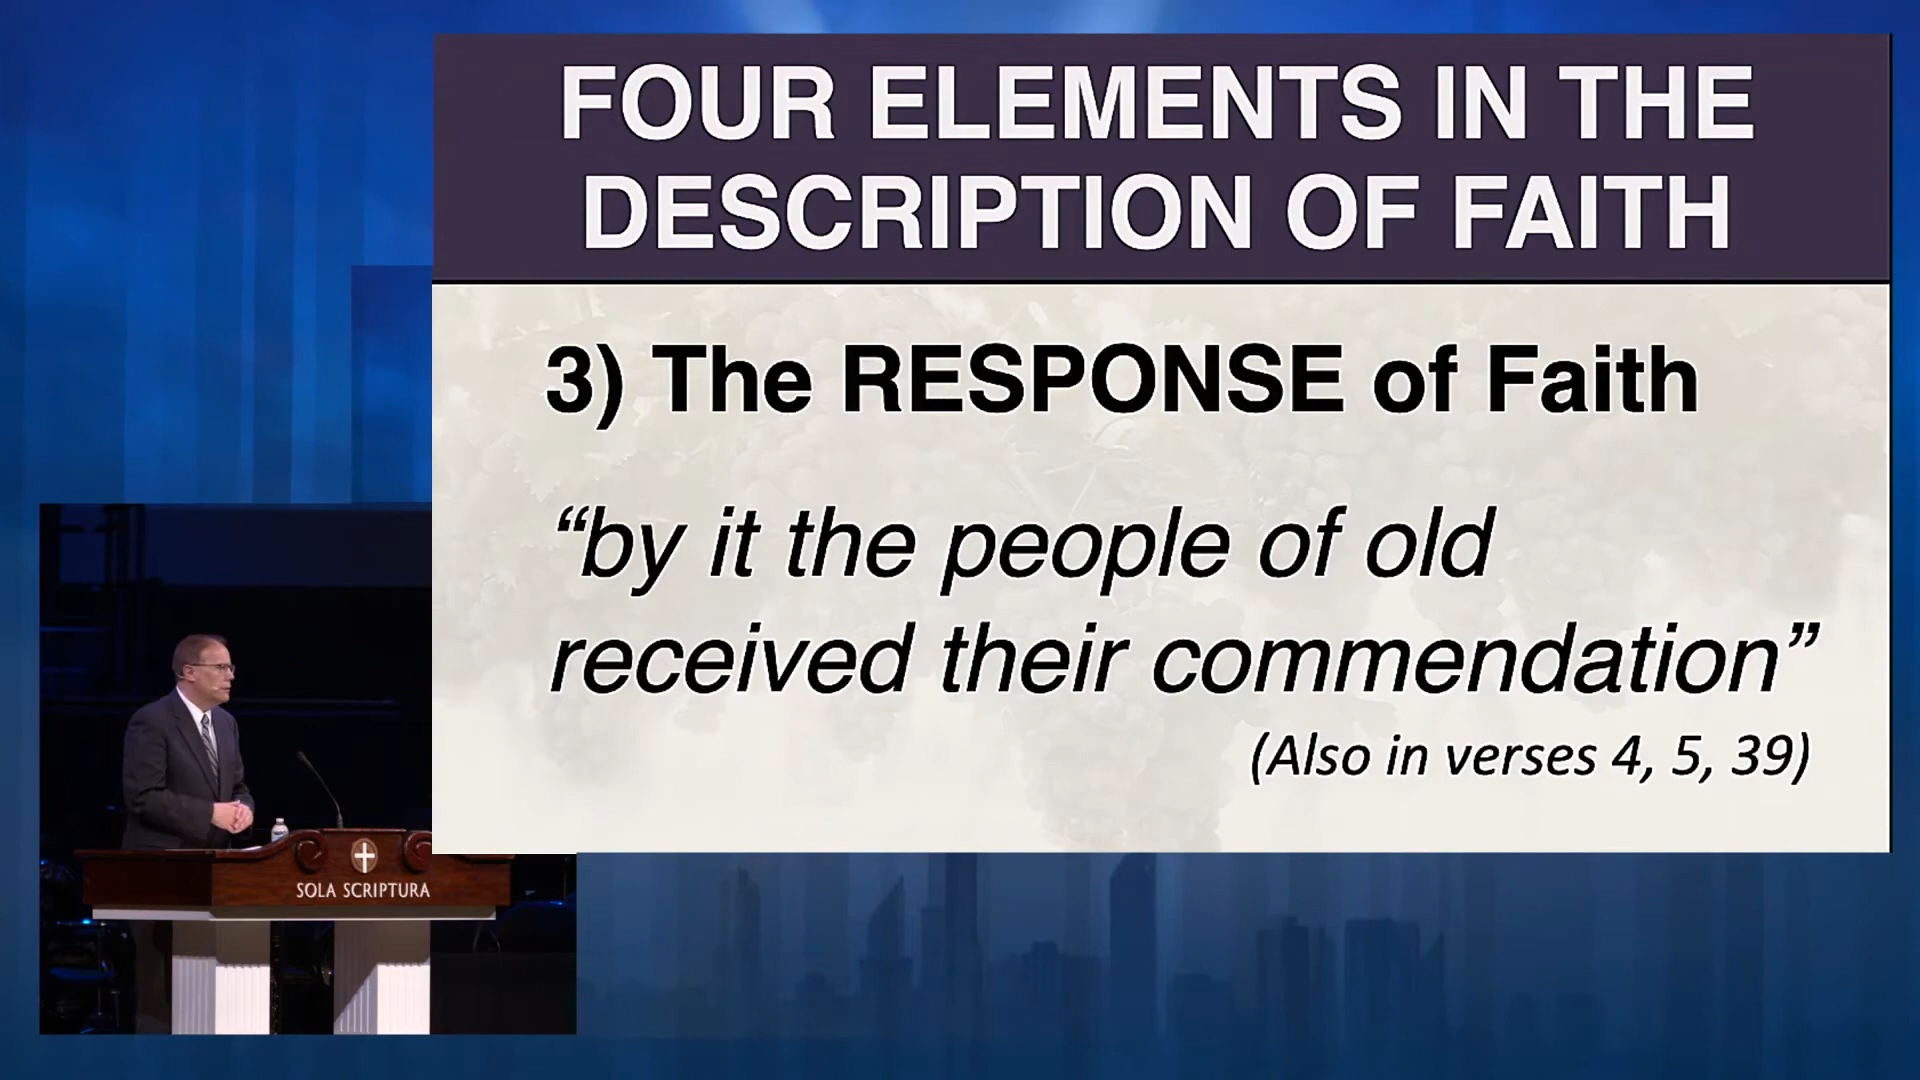 FOUR ELEMENTS IN THE
DESCRIPTION OF FAITH
3) The RESPONSE of Faith
“by it the people of old
received their commendation”
(Also in verses 4, 5, 39)
SOLA SCRIPTURA